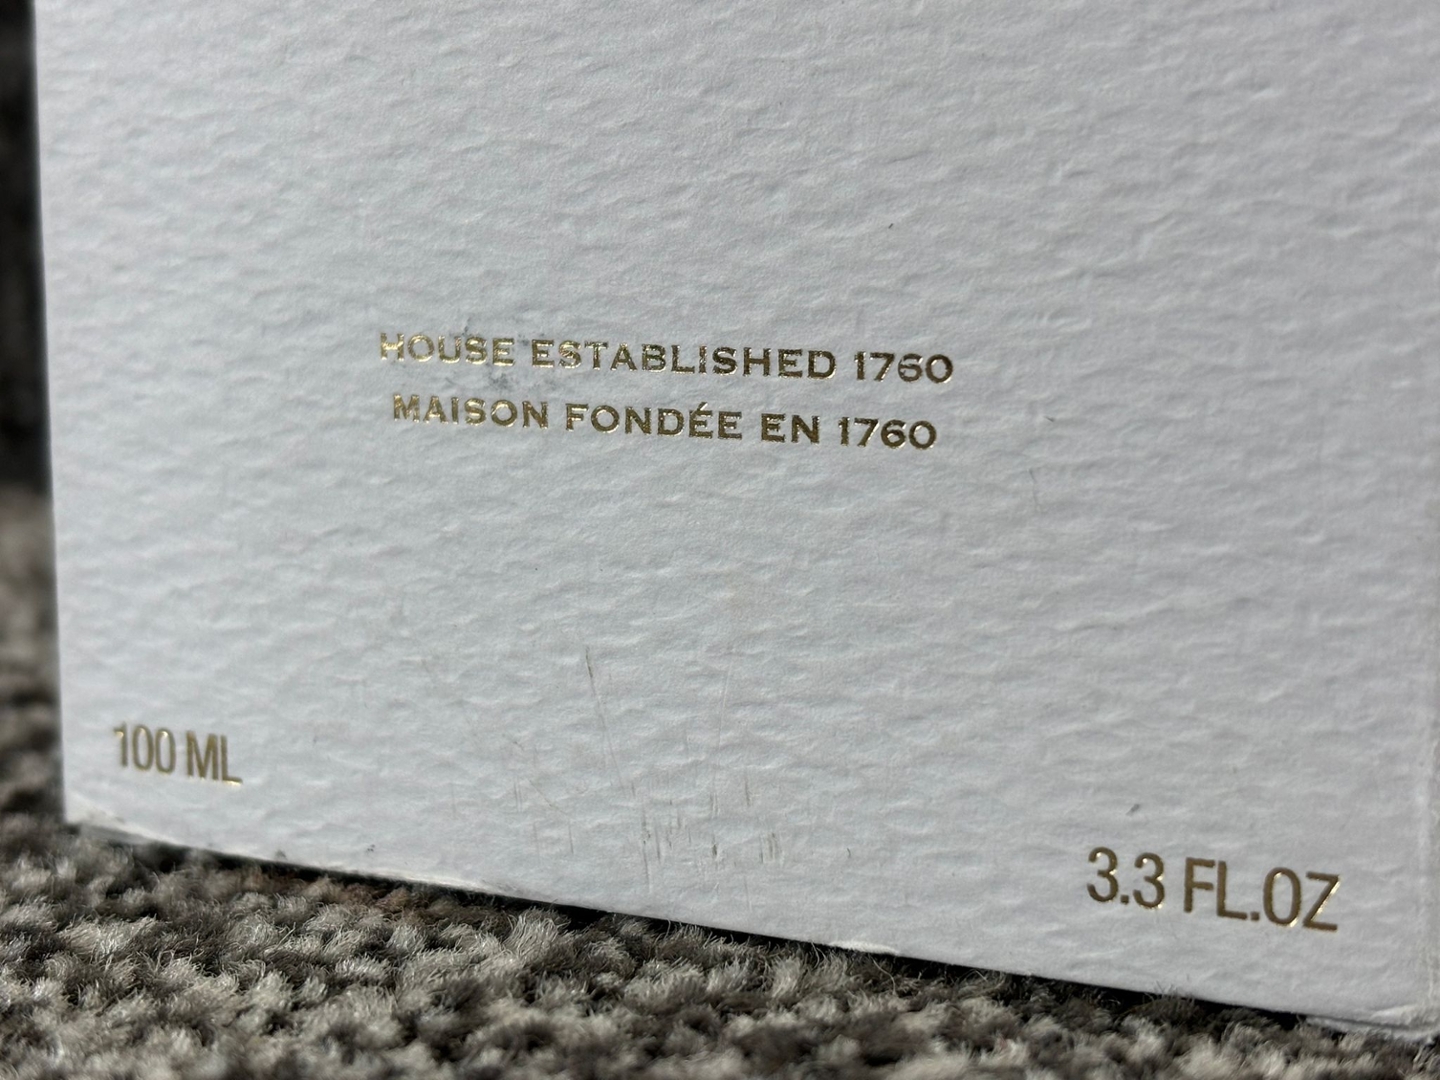 HOUSE ESTABLISHED 1760
MAISON FONDÉE EN 1760
100 ML
3.3 FL.OZ